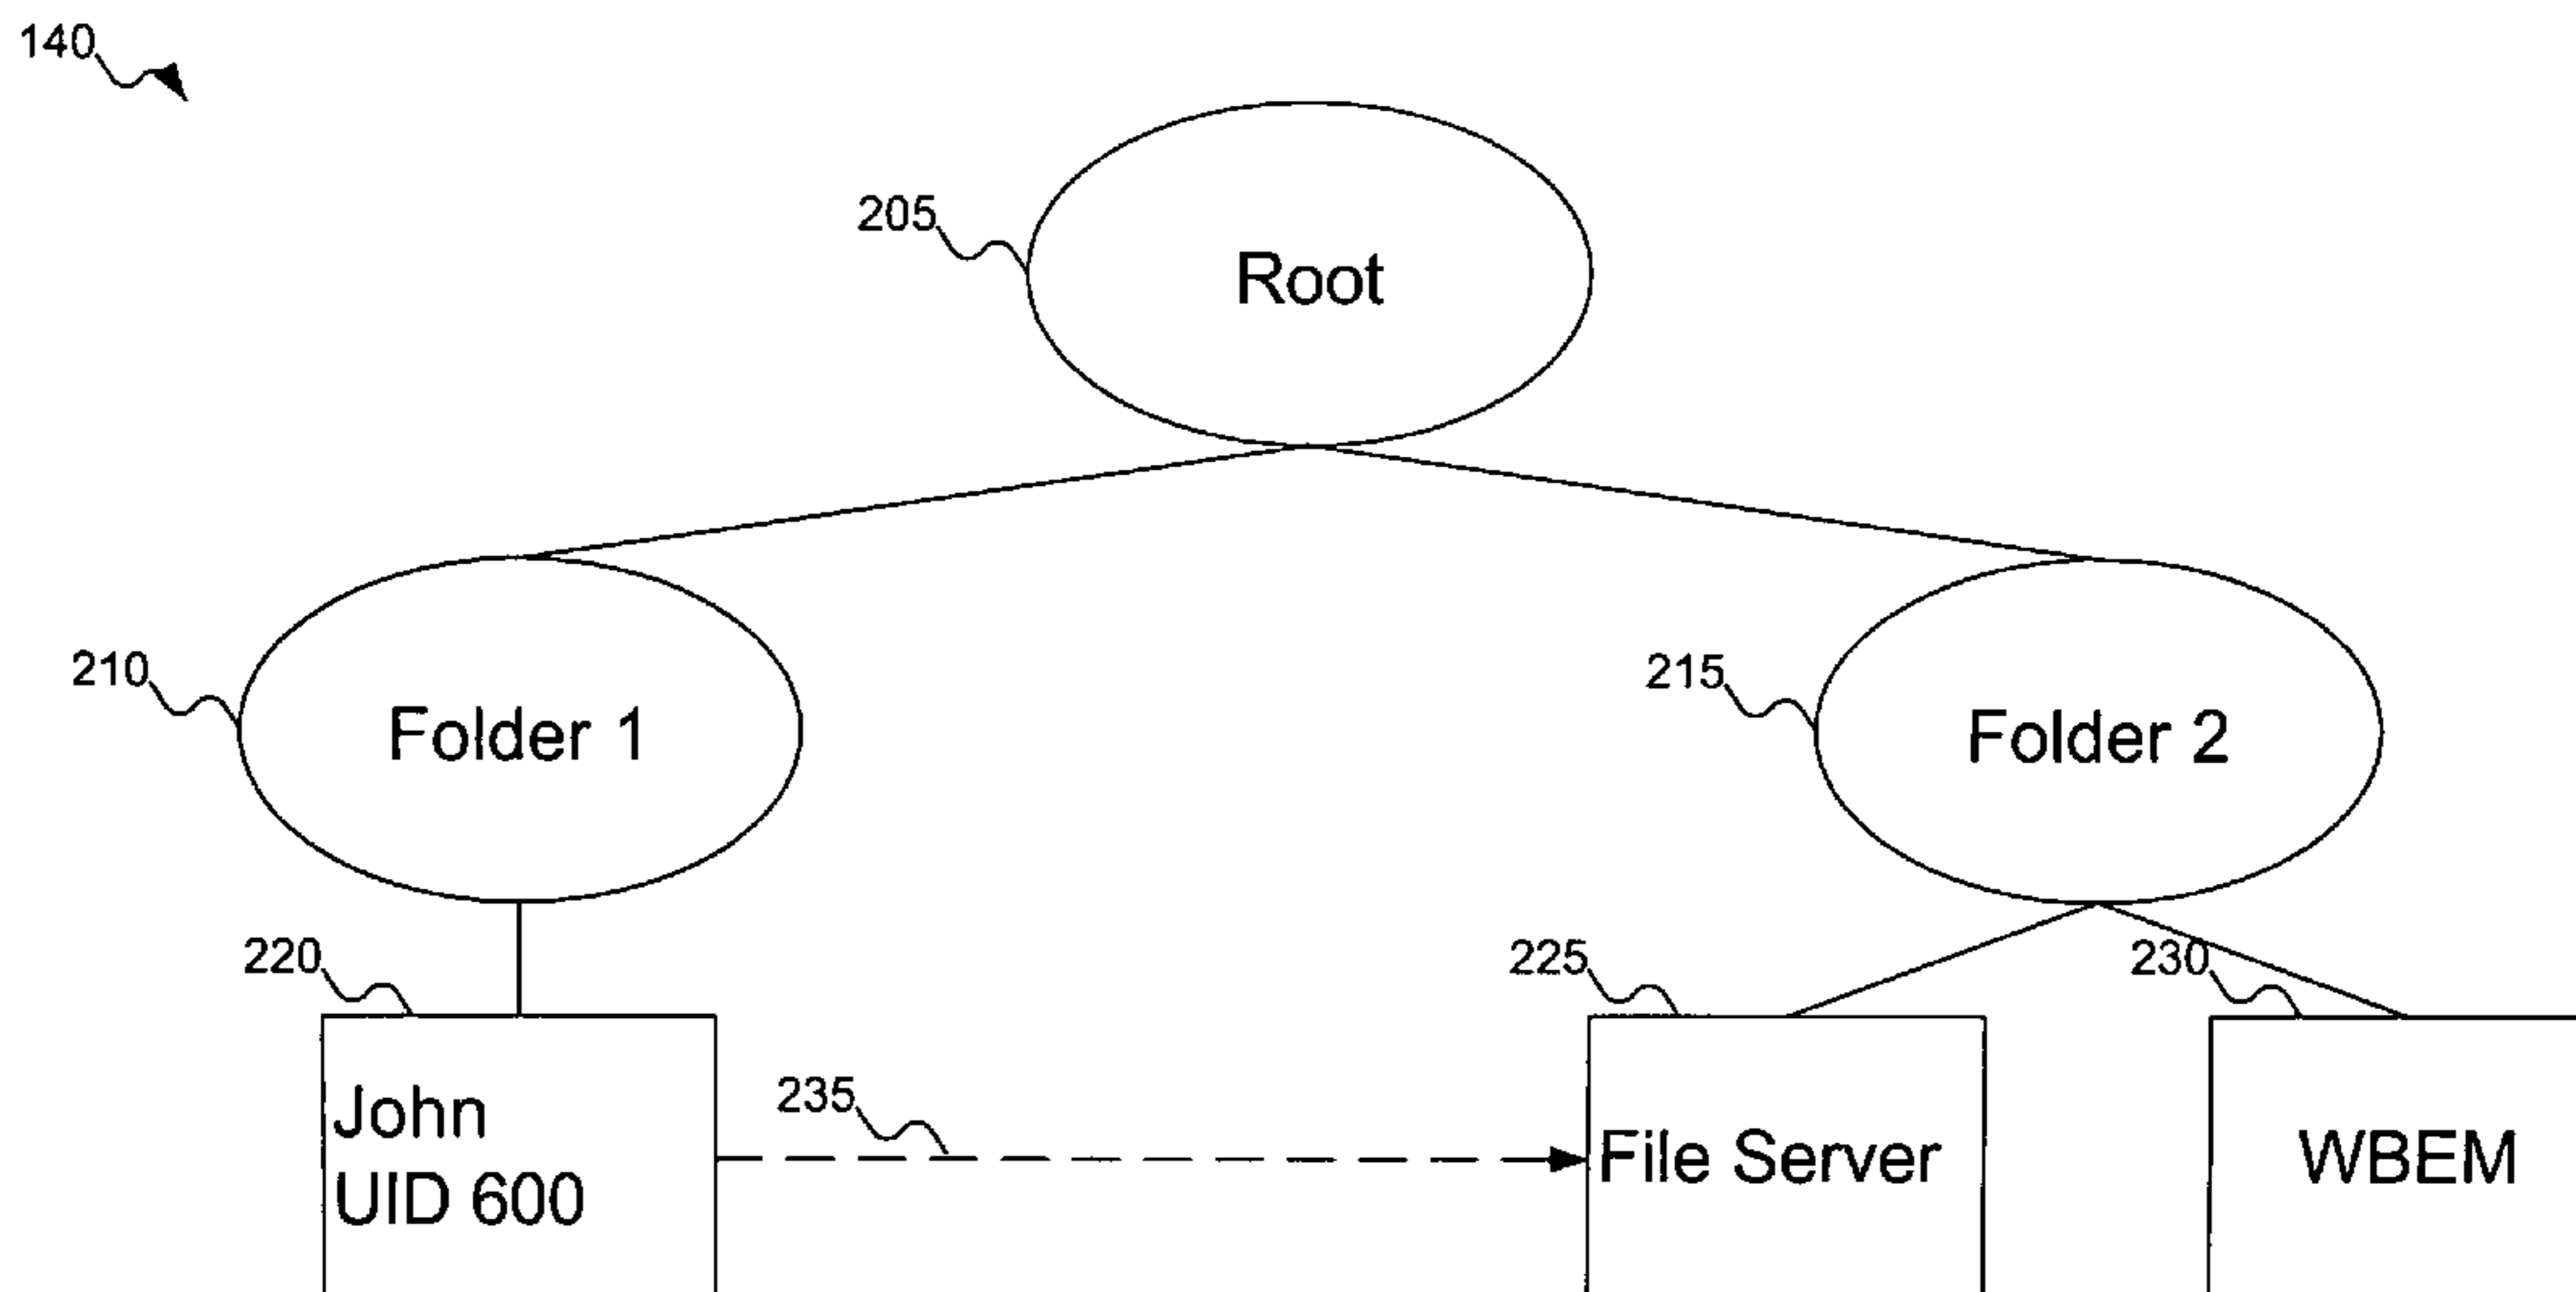 140
205
Root
210
Folder 1
215
Folder 2
220
225
230
John
UID 600
235
File Server
WBEM